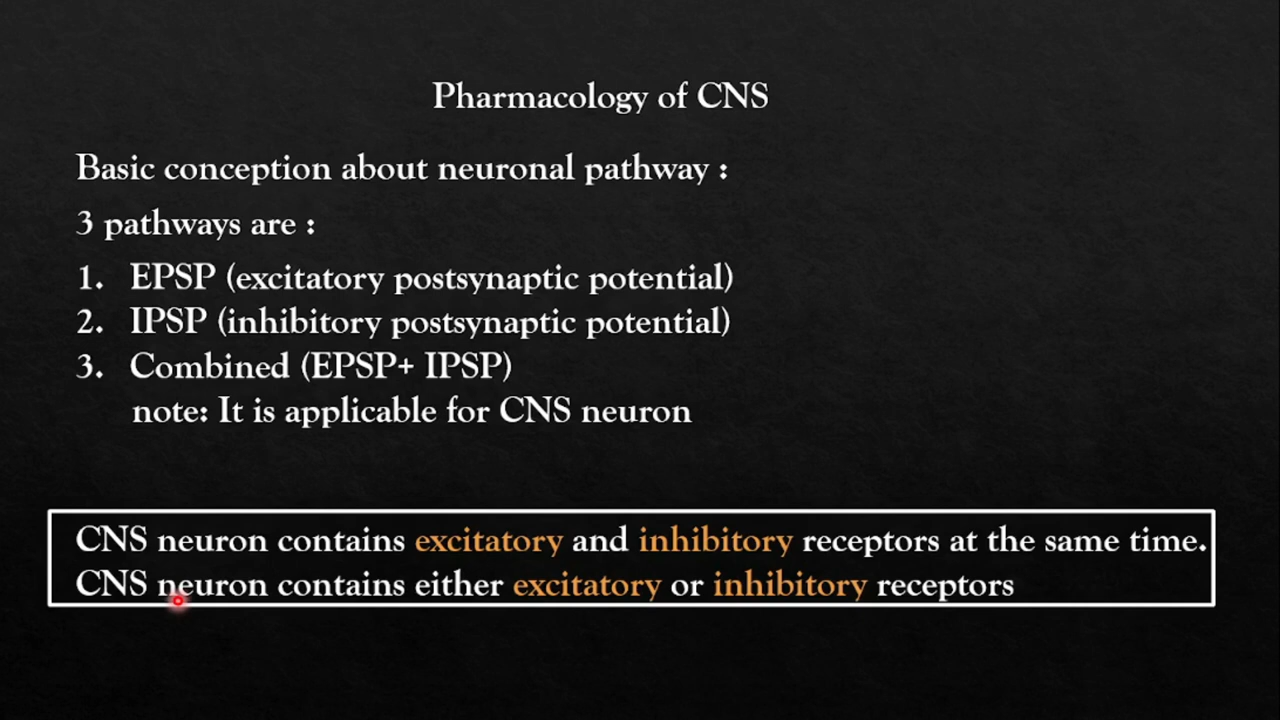 Pharmacology of CNS
Basic conception about neuronal pathway :
3 pathways are :
1. EPSP (excitatory postsynaptic potential)
2. IPSP (inhibitory postsynaptic potential)
3. Combined (EPSP+ IPSP)
note: It is applicable for CNS neuron
CNS neuron contains excitatory and inhibitory receptors at the same time.
CNS neuron contains either excitatory or inhibitory receptors